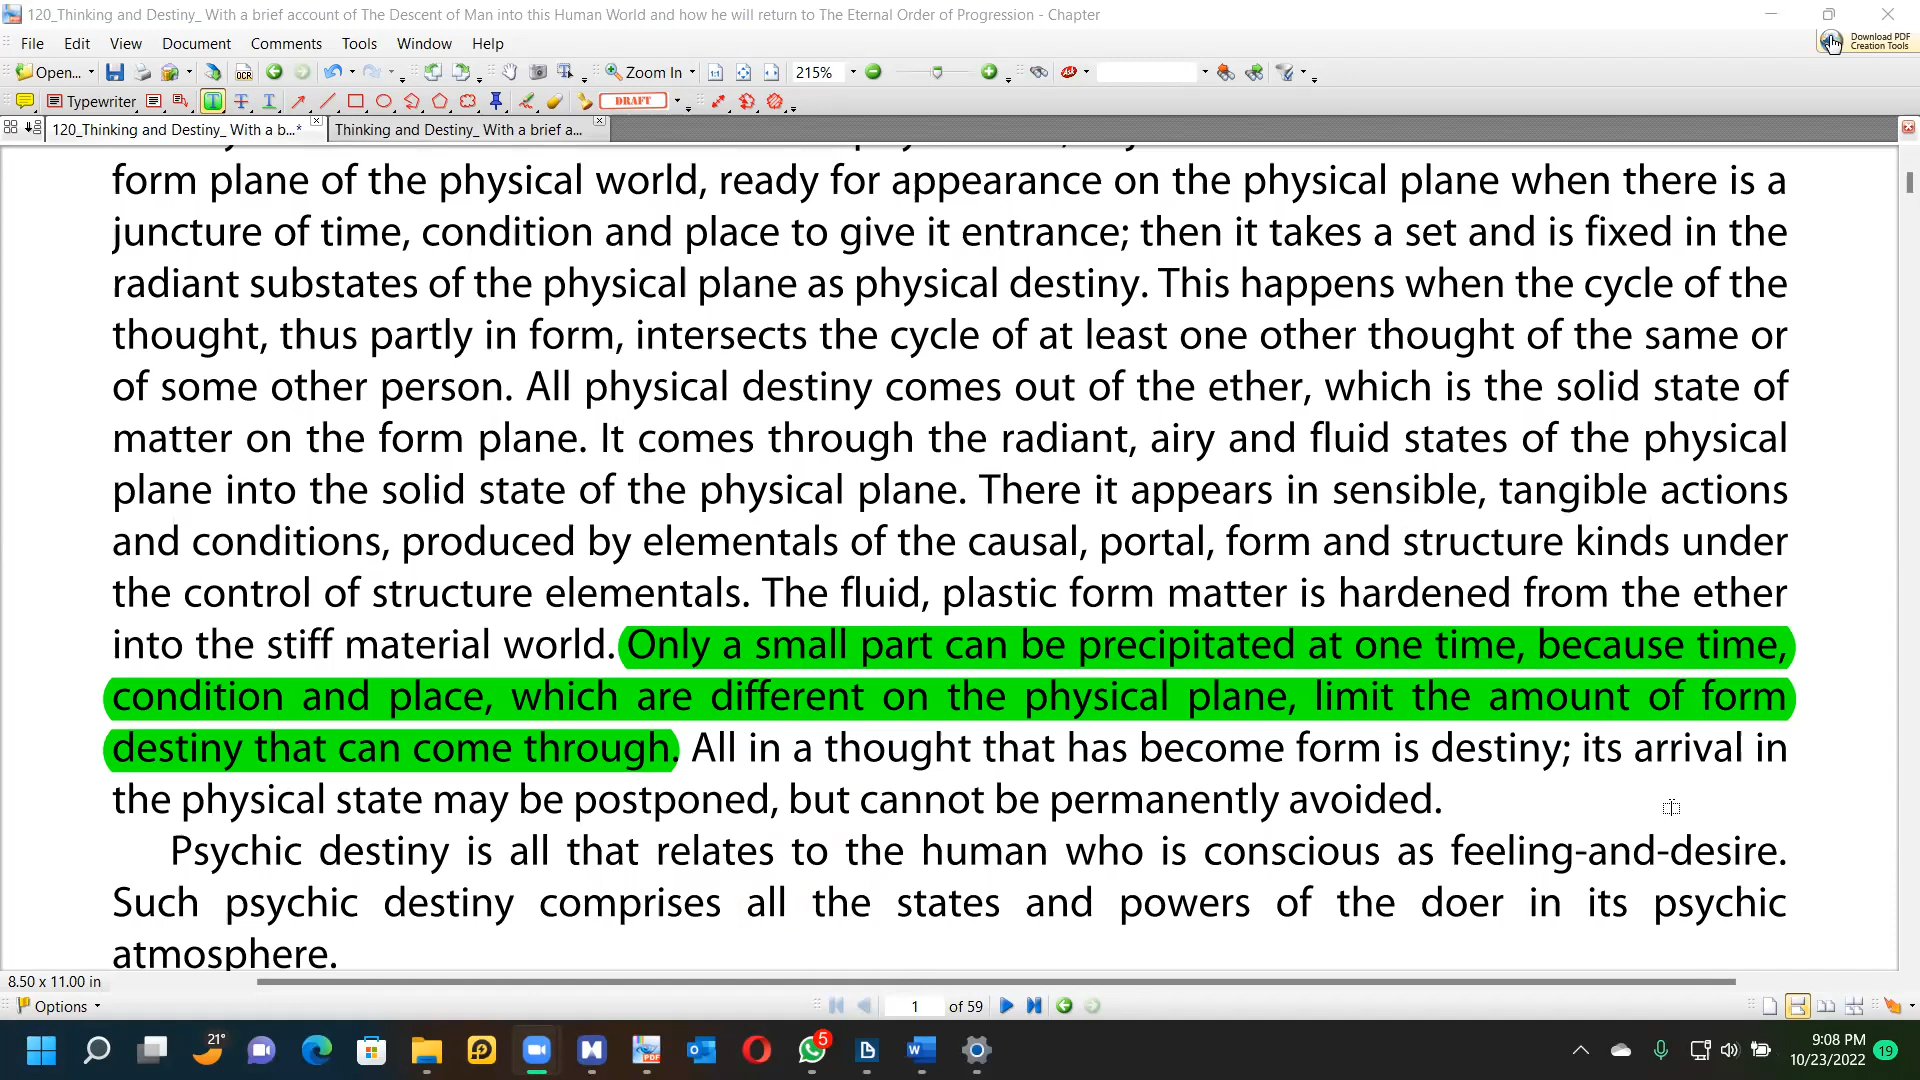 120_Thinking and Destiny_ With a brief account of The Descent of Man into this Human World and how he will return to The Eternal Order of Progression - Chapter
File Edit View Document Comments Tools Window Help
Download PDF
Creation Tools
Open... OCR Zoom In 215%
Typewriter DRAFT
120_Thinking and Destiny_ With a b...* Thinking and Destiny_ With a brief a...
form plane of the physical world, ready for appearance on the physical plane when there is a
juncture of time, condition and place to give it entrance; then it takes a set and is fixed in the
radiant substates of the physical plane as physical destiny. This happens when the cycle of the
thought, thus partly in form, intersects the cycle of at least one other thought of the same or
of some other person. All physical destiny comes out of the ether, which is the solid state of
matter on the form plane. It comes through the radiant, airy and fluid states of the physical
plane into the solid state of the physical plane. There it appears in sensible, tangible actions
and conditions, produced by elementals of the causal, portal, form and structure kinds under
the control of structure elementals. The fluid, plastic form matter is hardened from the ether
into the stiff material world. Only a small part can be precipitated at one time, because time,
condition and place, which are different on the physical plane, limit the amount of form
destiny that can come through. All in a thought that has become form is destiny; its arrival in
the physical state may be postponed, but cannot be permanently avoided.
Psychic destiny is all that relates to the human who is conscious as feeling-and-desire.
Such psychic destiny comprises all the states and powers of the doer in its psychic
atmosphere.
8.50 x 11.00 in
Options 1 of 59
21° 5 9:08 PM
10/23/2022 19